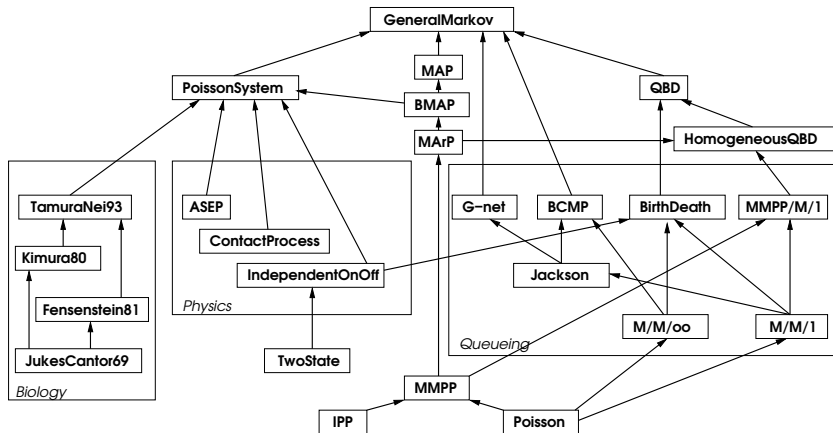 GeneralMarkov
MAP
PoissonSystem
QBD
BMAP
MArP
HomogeneousQBD
TamuraNei93
ASEP
G-net
BCMP
BirthDeath
MMPP/M/1
ContactProcess
Kimura80
IndependentOnOff
Jackson
Fensenstein81
Physics
M/M/oo
M/M/1
Queueing
JukesCantor69
TwoState
Biology
MMPP
IPP
Poisson